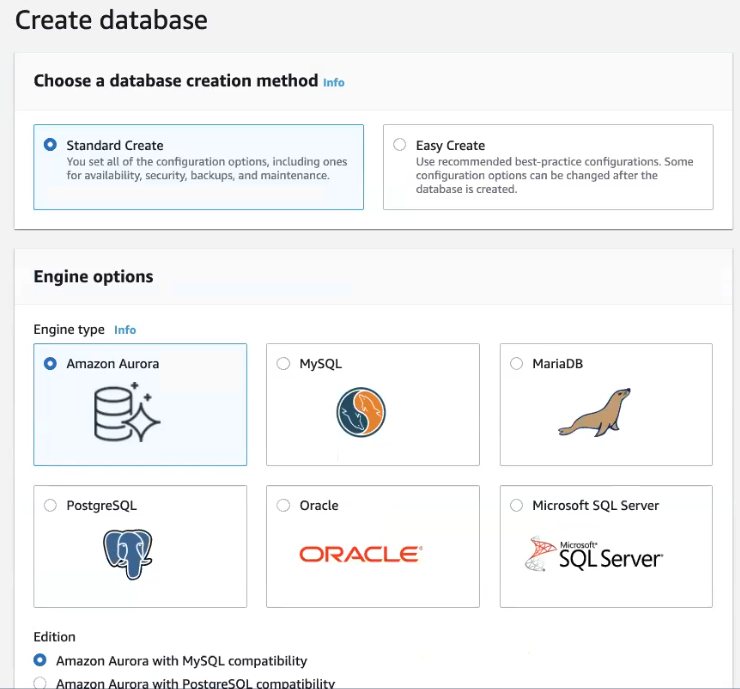 Create database
Choose a database creation method Info
Standard Create
You set all of the configuration options, including ones
for availability, security, backups, and maintenance.
Easy Create
Use recommended best-practice configurations. Some
configuration options can be changed after the
database is created.
Engine options
Engine type Info
Amazon Aurora
MySQL
MariaDB
PostgreSQL
Oracle
ORACLE®
Microsoft SQL Server
Microsoft®
SQL Server®
Edition
Amazon Aurora with MySQL compatibility
Amazon Aurora with PostgreSQL compatibility